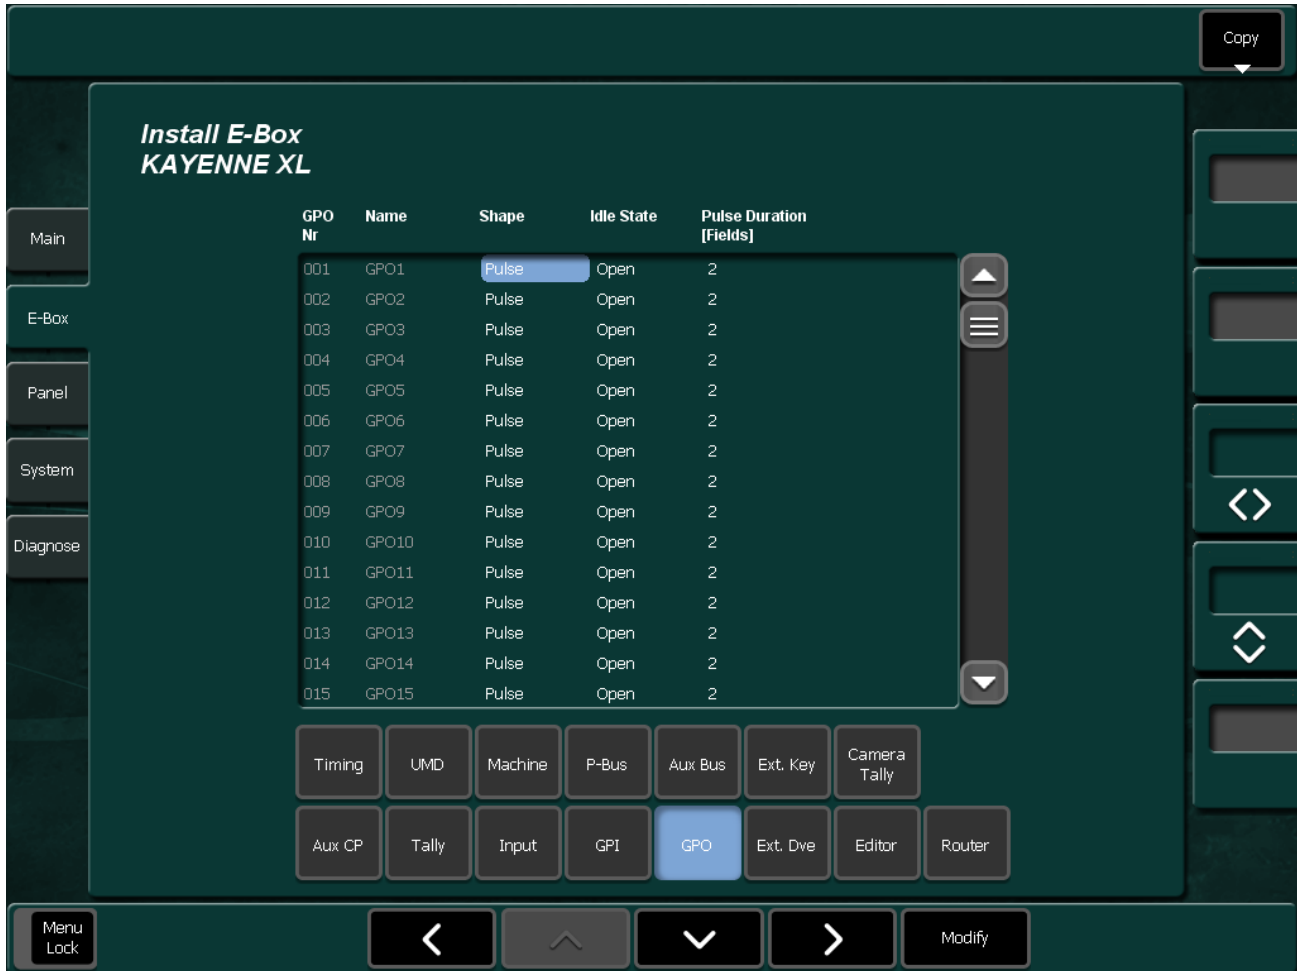 Copy
Install E-Box
KAYENNE XL
GPO Nr Name Shape Idle State Pulse Duration [Fields]
001 GPO1 Pulse Open 2
002 GPO2 Pulse Open 2
003 GPO3 Pulse Open 2
004 GPO4 Pulse Open 2
005 GPO5 Pulse Open 2
006 GPO6 Pulse Open 2
007 GPO7 Pulse Open 2
008 GPO8 Pulse Open 2
009 GPO9 Pulse Open 2
010 GPO10 Pulse Open 2
011 GPO11 Pulse Open 2
012 GPO12 Pulse Open 2
013 GPO13 Pulse Open 2
014 GPO14 Pulse Open 2
015 GPO15 Pulse Open 2
Main
E-Box
Panel
System
Diagnose
Timing UMD Machine P-Bus Aux Bus Ext. Key Camera Tally
Aux CP Tally Input GPI GPO Ext. Dve Editor Router
Menu Lock
Modify